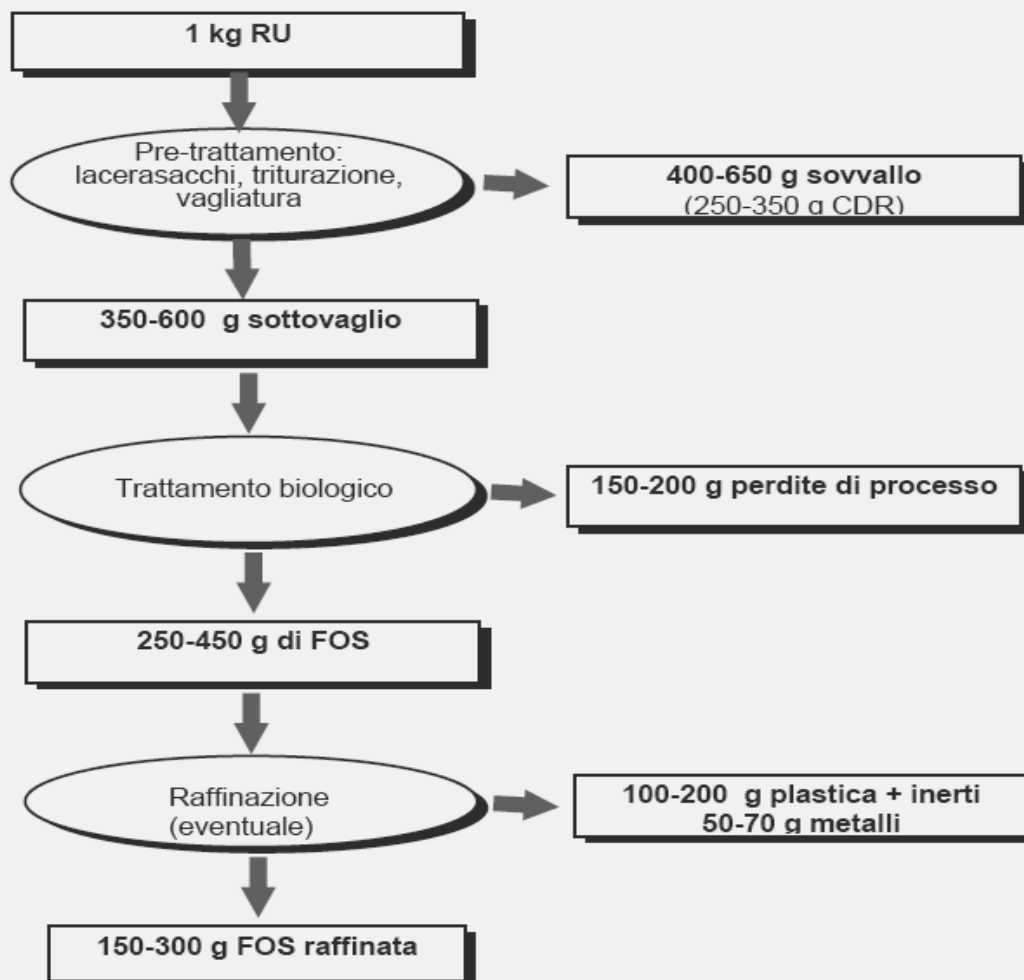 1 kg RU
Pre-trattamento:
lacerasacchi, triturazione,
vagliatura
400-650 g sovvallo
(250-350 g CDR)
350-600 g sottovaglio
Trattamento biologico
150-200 g perdite di processo
250-450 g di FOS
Raffinazione
(eventuale)
100-200 g plastica + inerti
50-70 g metalli
150-300 g FOS raffinata